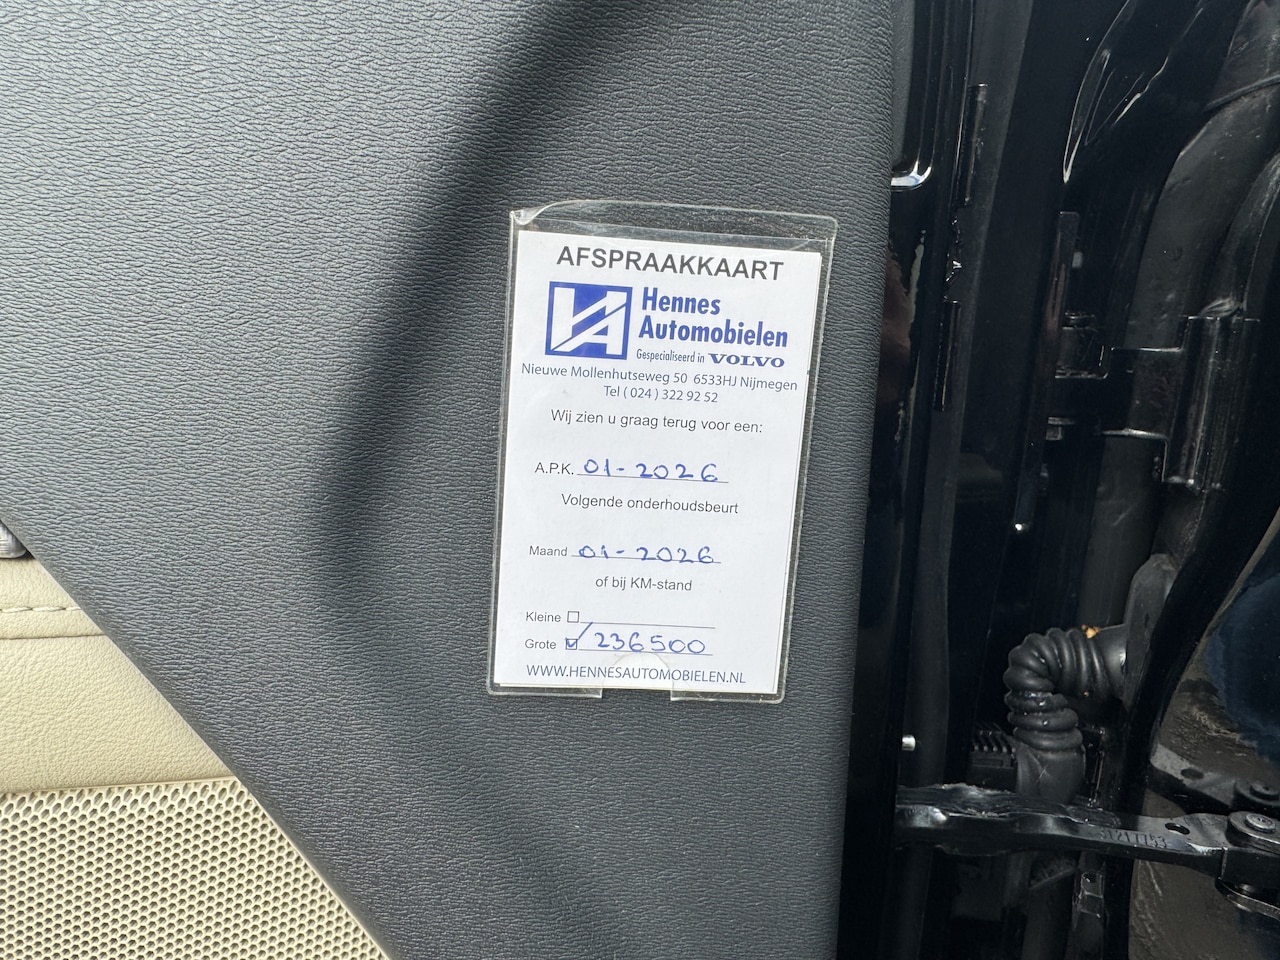 AFSPRAAKKAART
Hennes
Automobielen
Gespecialiseerd in VOLVO
Nieuwe Mollenhutseweg 50 6533HJ Nijmegen
Tel ( 024 ) 322 92 52
Wij zien u graag terug voor een:
A.P.K. 01-2026
Volgende onderhoudsbeurt
Maand 01-2026
of bij KM-stand
Kleine
Grote 236500
WWW.HENNESAUTOMOBIELEN.NL